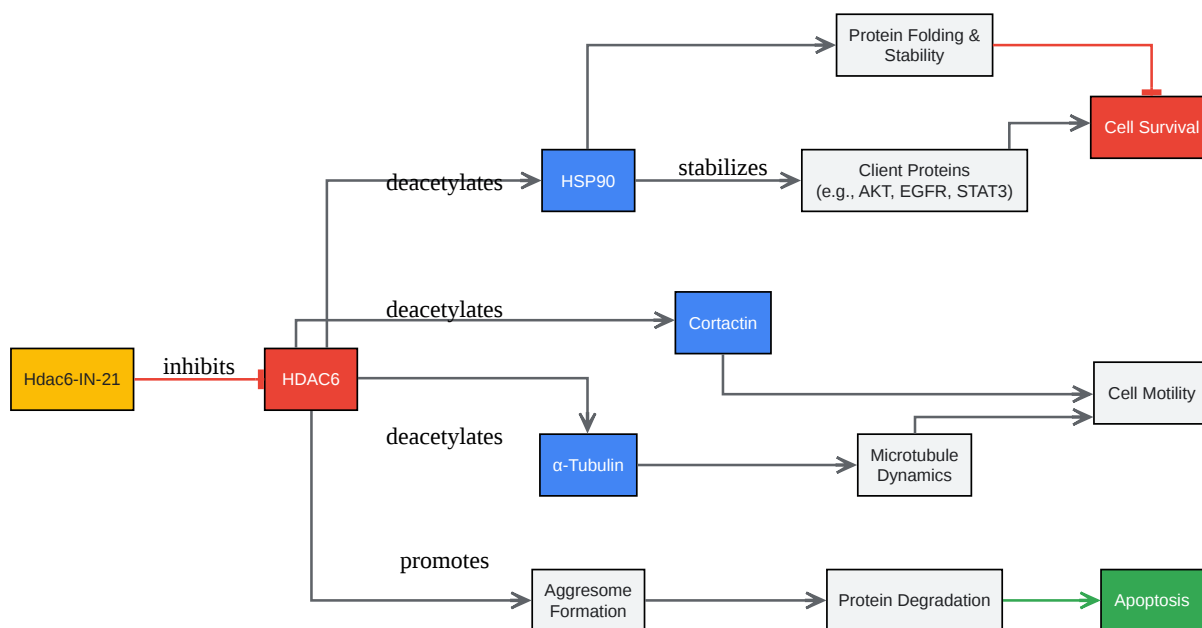 Protein Folding &
Stability
Cell Survival
deacetylates
HSP90
stabilizes
Client Proteins
(e.g., AKT, EGFR, STAT3)
deacetylates
Cortactin
Hdac6-IN-21
inhibits
HDAC6
Cell Motility
deacetylates
α-Tubulin
Microtubule
Dynamics
promotes
Aggresome
Formation
Protein Degradation
Apoptosis